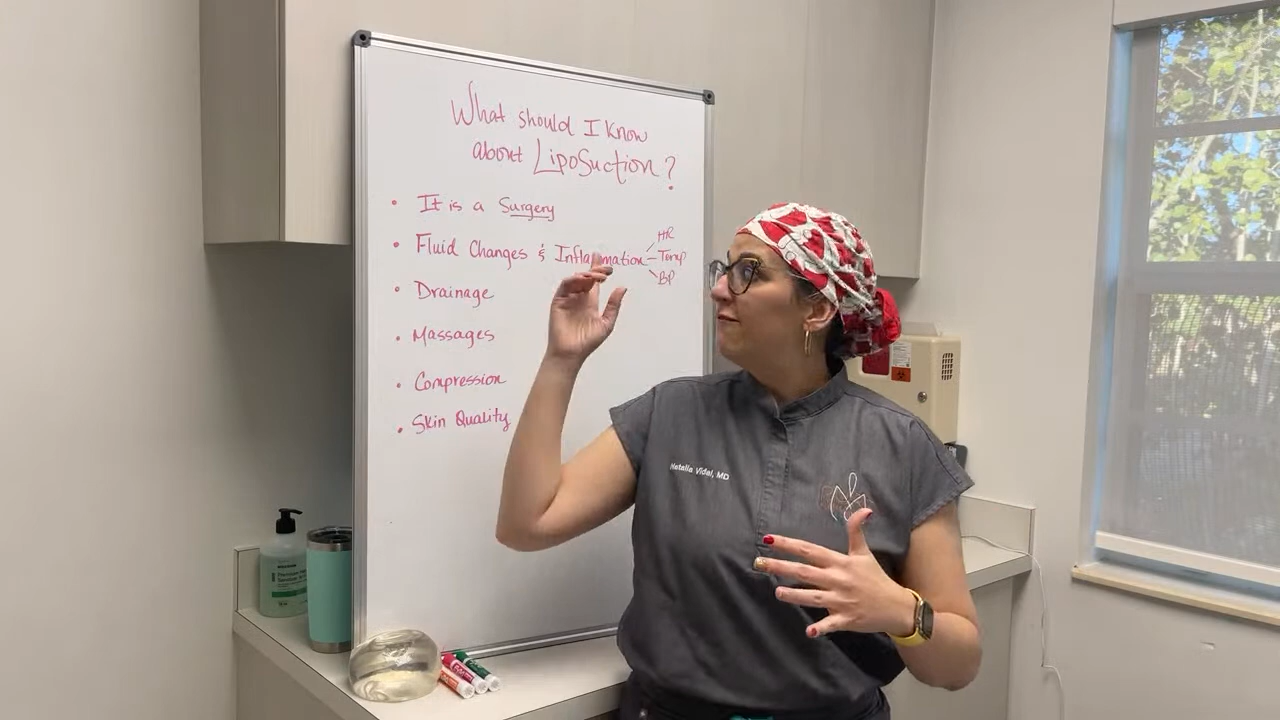 What should I know
about LipoSuction?
• It is a Surgery
• Fluid Changes & Inflammation
HR
Temp
BP
• Drainage
• Massages
• Compression
• Skin Quality
Natalia Vidal, MD